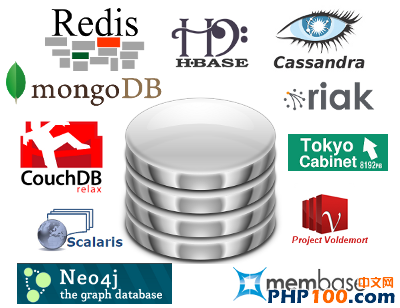 Redis
HBASE
Cassandra
mongoDB
riak
CouchDB
relax
Tokyo
Cabinet
8192PB
Scalaris
Project Voldemort
Neo4j
the graph database
membase
中文网
PHP100.com